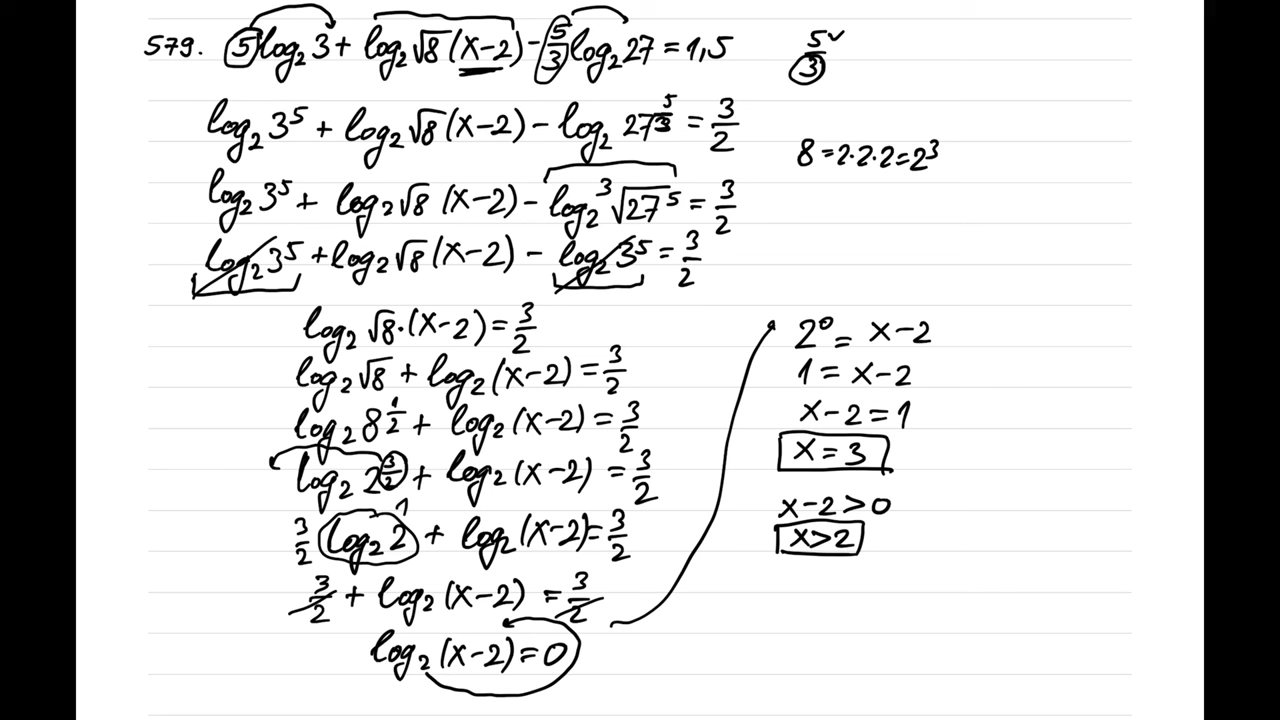 579. 5log₂3 + log₂√8(x-2) - 5/3 log₂27 = 1,5
log₂3⁵ + log₂√8(x-2) - log₂27^(5/3) = 3/2
log₂3⁵ + log₂√8(x-2) - log₂∛27⁵ = 3/2
log₂3⁵ + log₂√8(x-2) - log₂3⁵ = 3/2
log₂√8·(x-2) = 3/2
log₂√8 + log₂(x-2) = 3/2
log₂8^(1/2) + log₂(x-2) = 3/2
log₂2^(3/2) + log₂(x-2) = 3/2
3/2 log₂2 + log₂(x-2) = 3/2
1
3/2 + log₂(x-2) = 3/2
log₂(x-2) = 0
5/3
8 = 2·2·2 = 2³
2⁰ = x-2
1 = x-2
x-2 = 1
x = 3
x-2 > 0
x > 2